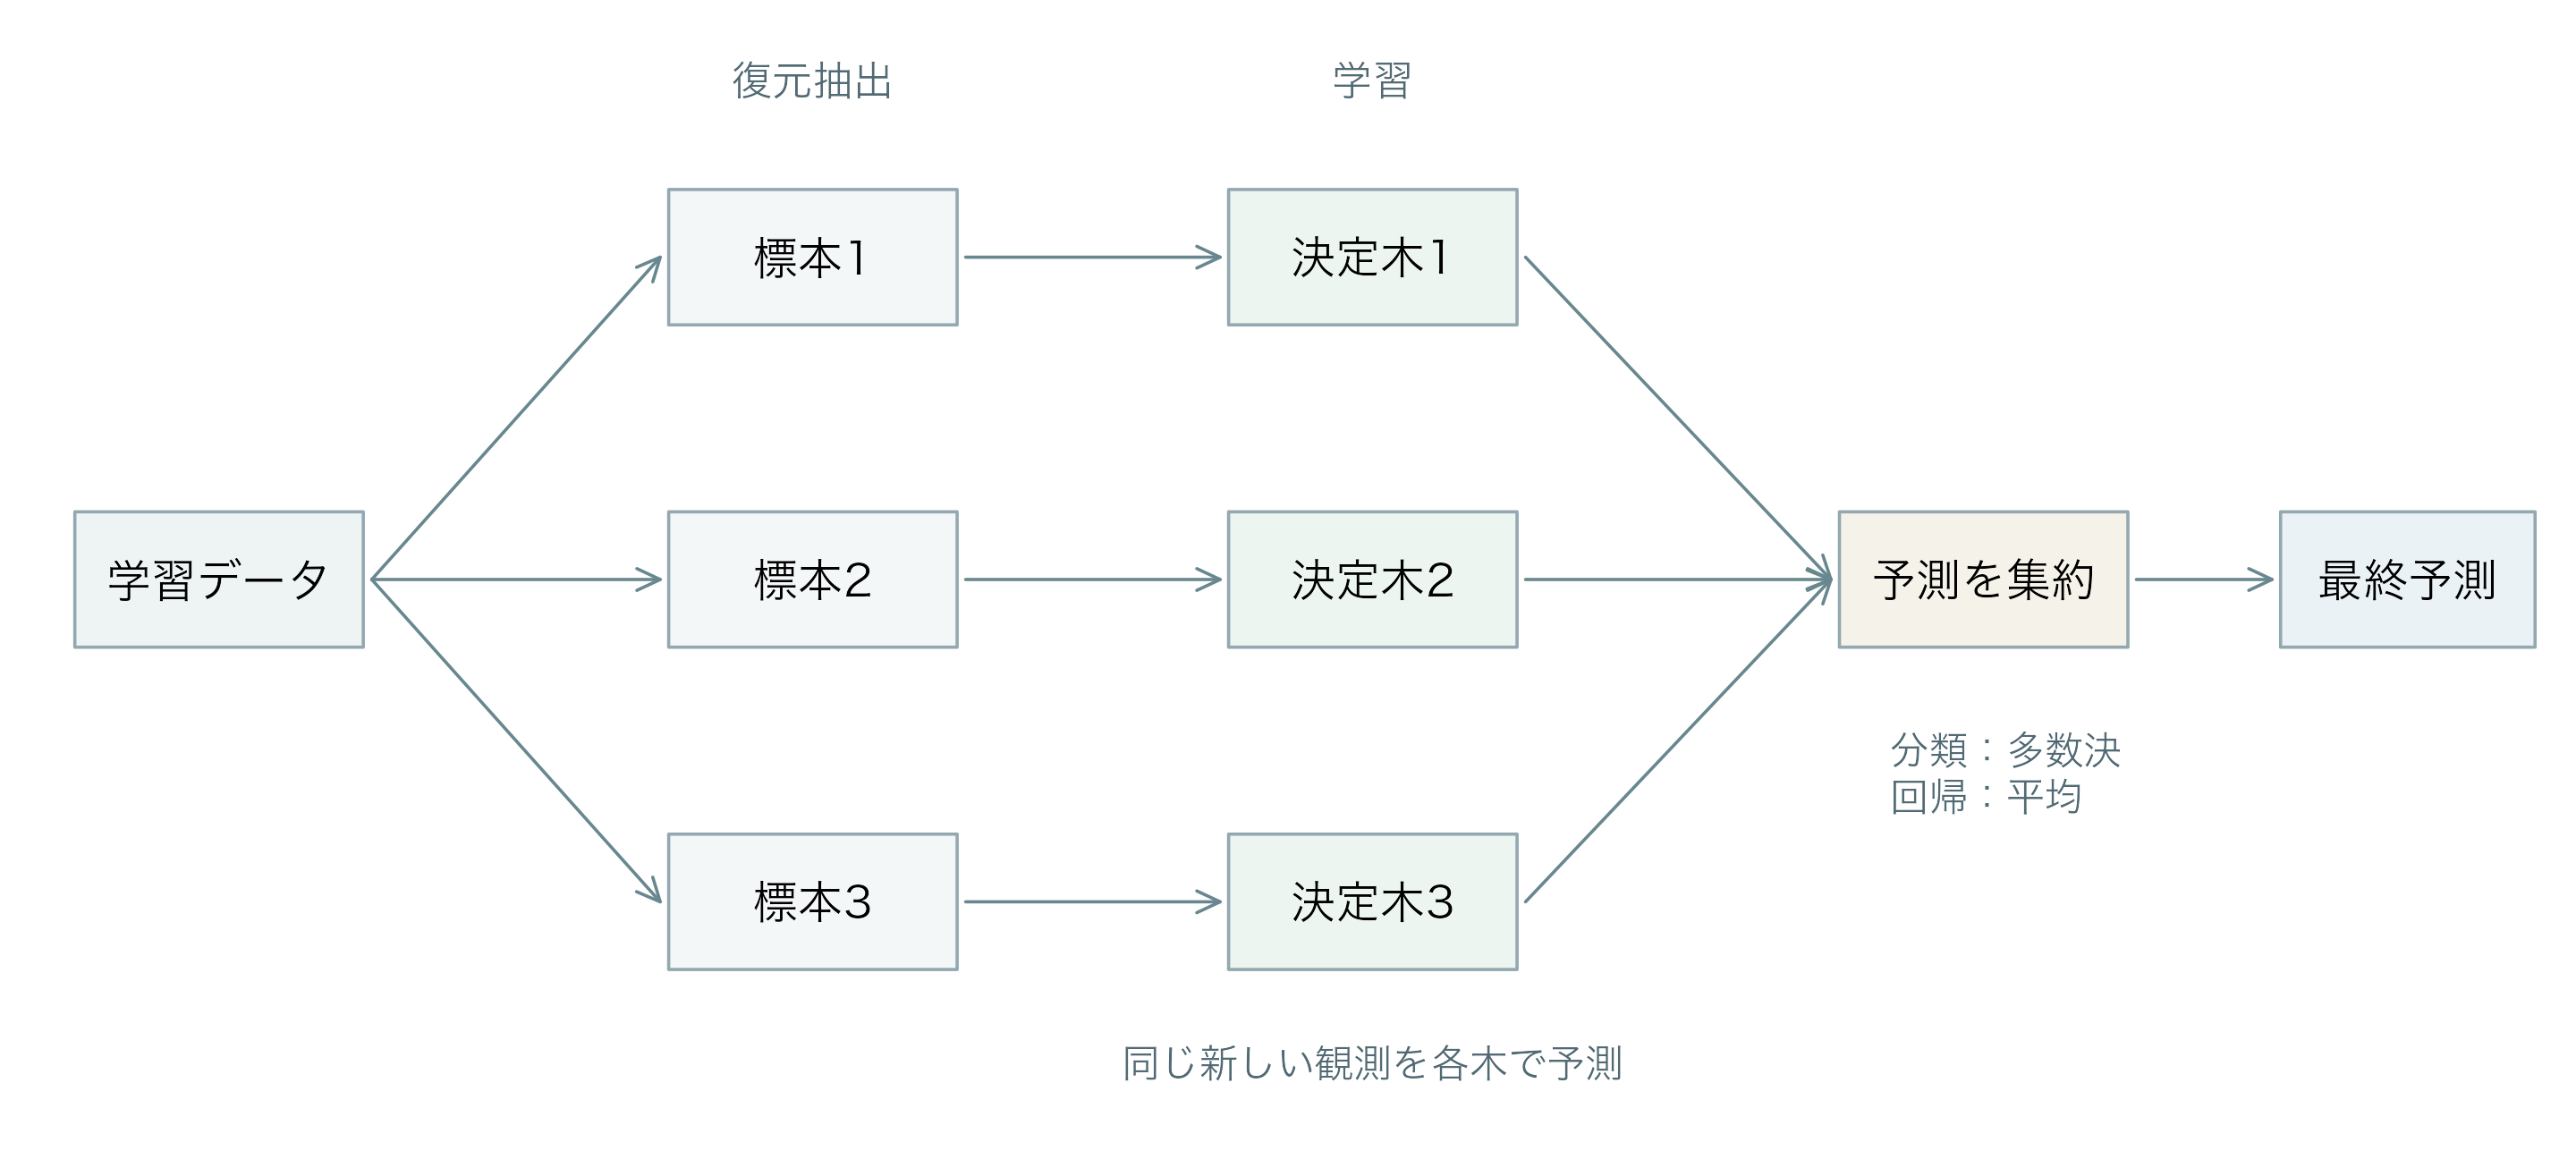 復元抽出
学習
標本1
決定木1
学習データ
標本2
決定木2
予測を集約
最終予測
分類：多数決
回帰：平均
標本3
決定木3
同じ新しい観測を各木で予測